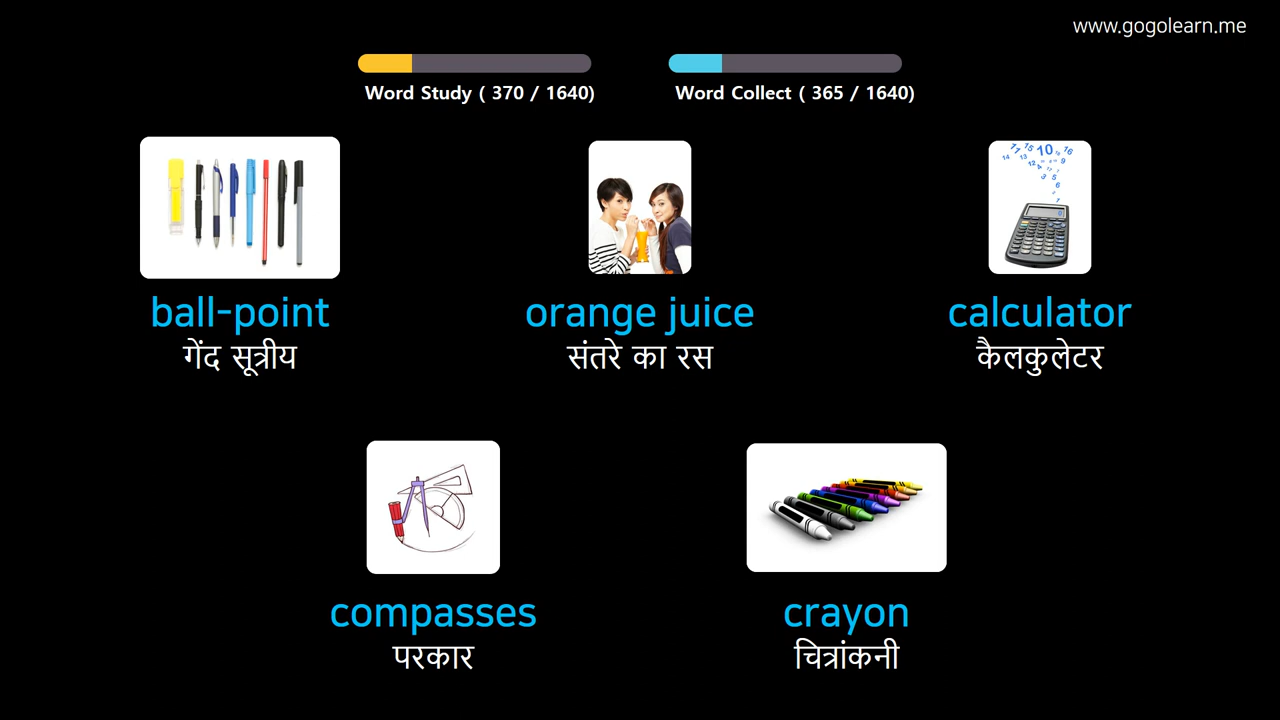 www.gogolearn.me
Word Study ( 370 / 1640)
Word Collect ( 365 / 1640)
ball-point
गेंद सूत्रीय
orange juice
संतरे का रस
calculator
कैलकुलेटर
compasses
परकार
crayon
चित्रांकनी